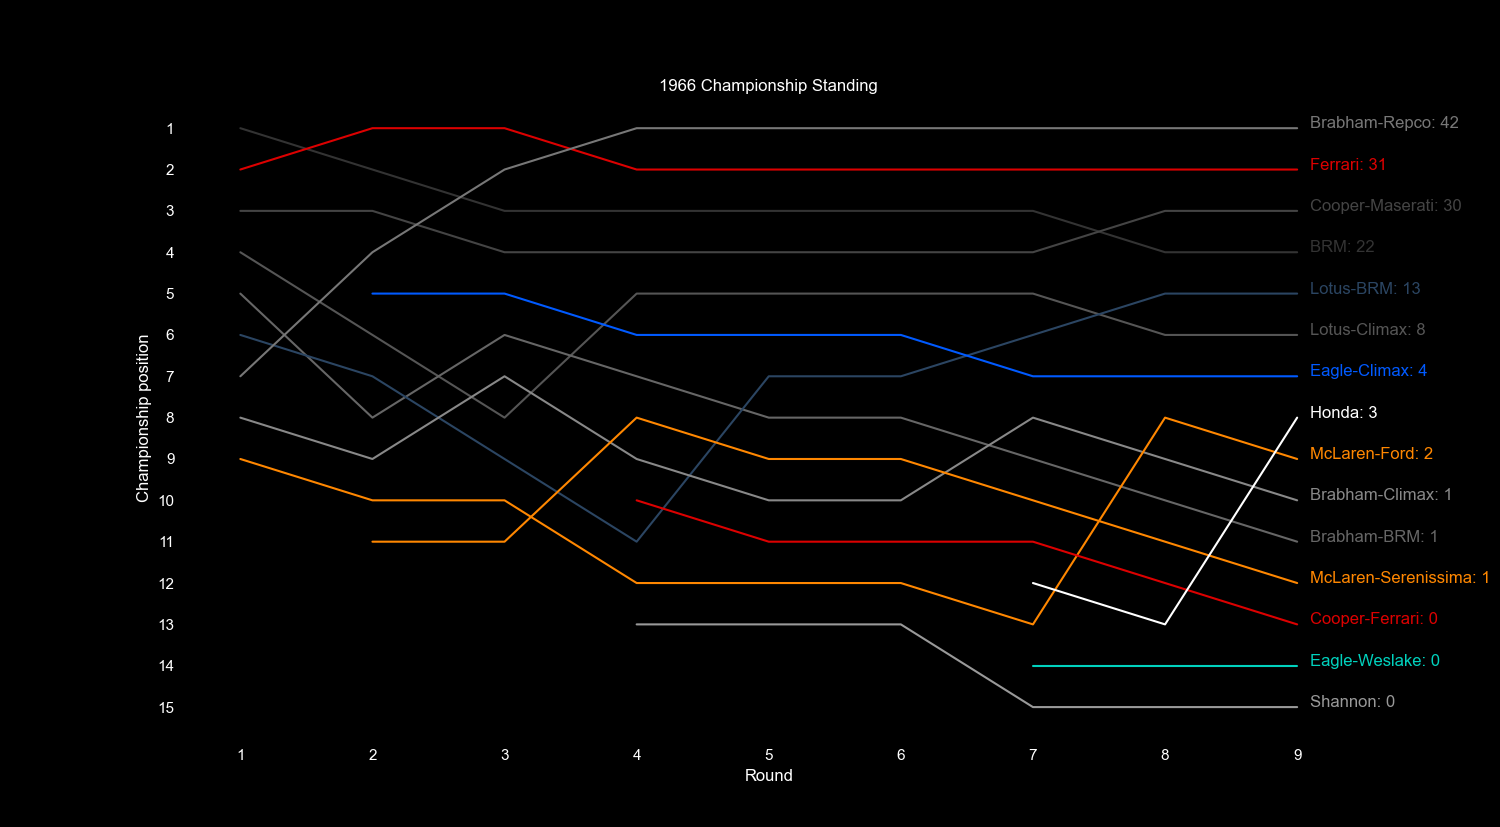 1966 Championship Standing
Championship position
1
2
3
4
5
6
7
8
9
10
11
12
13
14
15
Brabham-Repco: 42
Ferrari: 31
Cooper-Maserati: 30
BRM: 22
Lotus-BRM: 13
Lotus-Climax: 8
Eagle-Climax: 4
Honda: 3
McLaren-Ford: 2
Brabham-Climax: 1
Brabham-BRM: 1
McLaren-Serenissima: 1
Cooper-Ferrari: 0
Eagle-Weslake: 0
Shannon: 0
1 2 3 4 5 6 7 8 9
Round